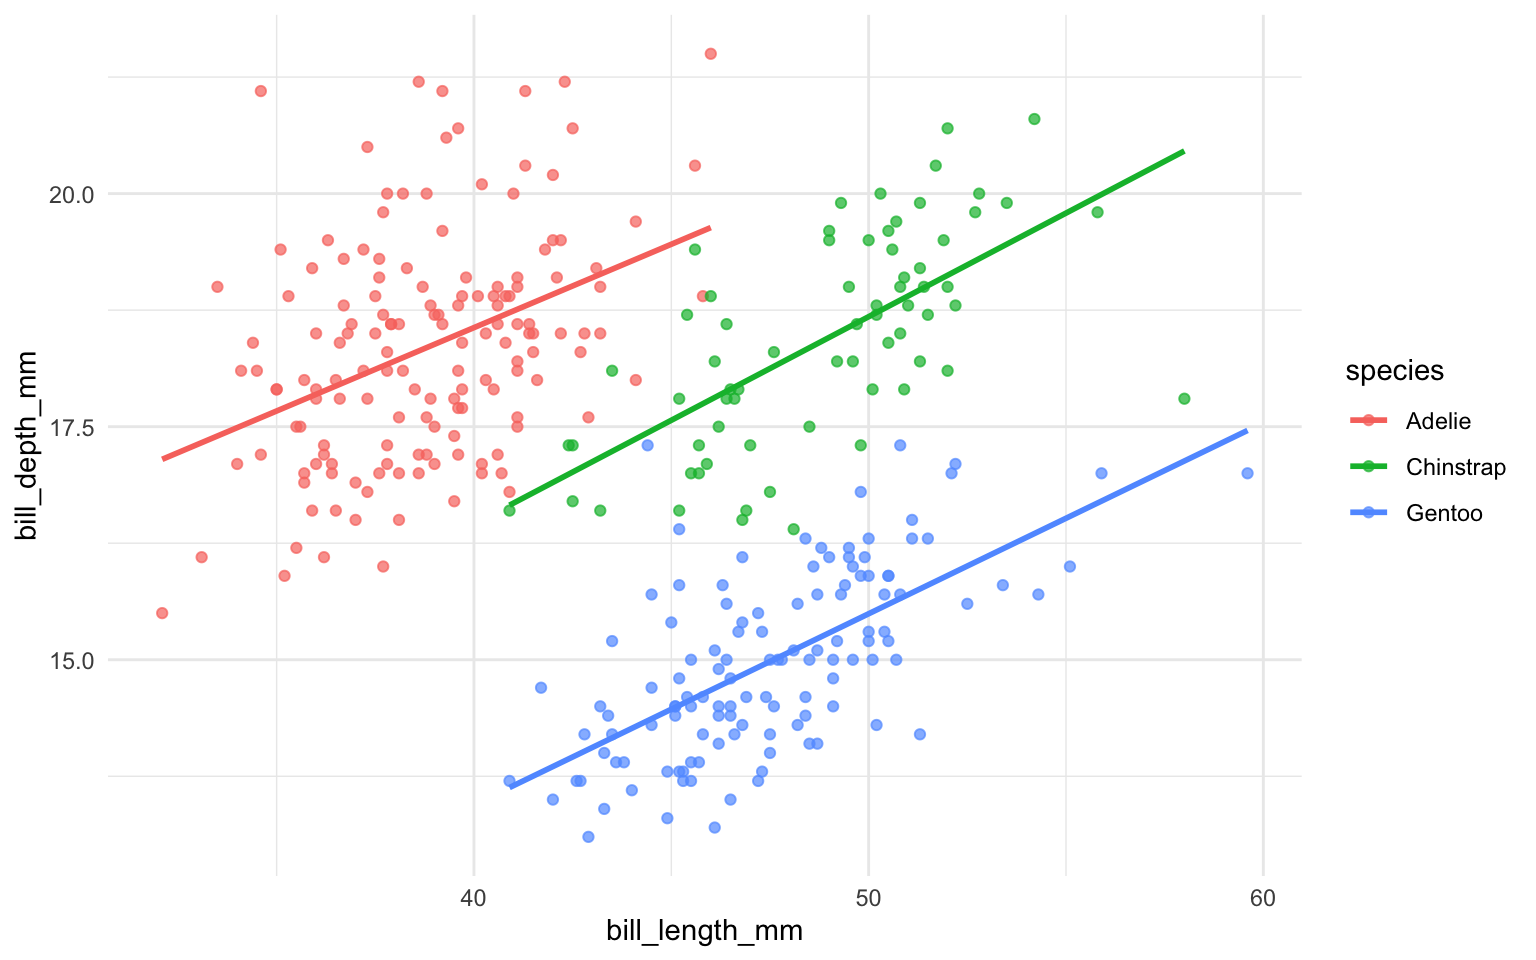 20.0
17.5
15.0
bill_depth_mm
40 50 60
bill_length_mm
species
Adelie
Chinstrap
Gentoo